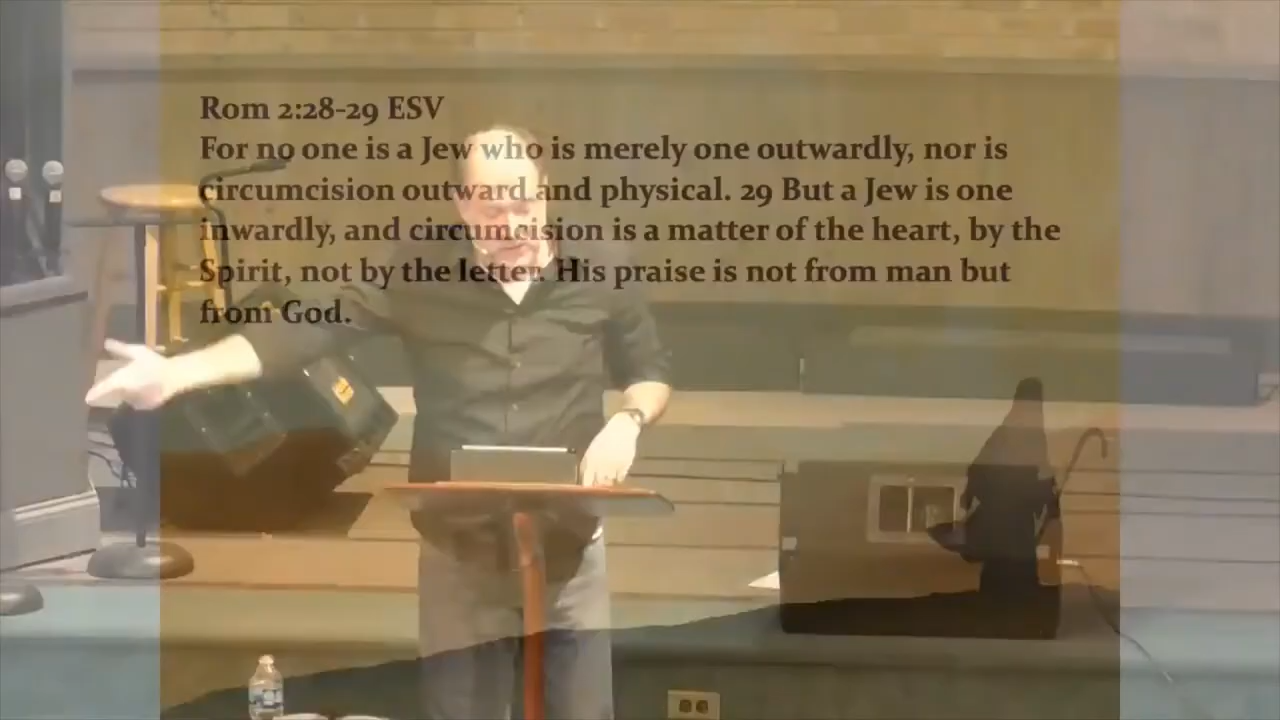 Rom 2:28-29 ESV
For no one is a Jew who is merely one outwardly, nor is
circumcision outward and physical. 29 But a Jew is one
inwardly, and circumcision is a matter of the heart, by the
Spirit, not by the letter. His praise is not from man but
from God.